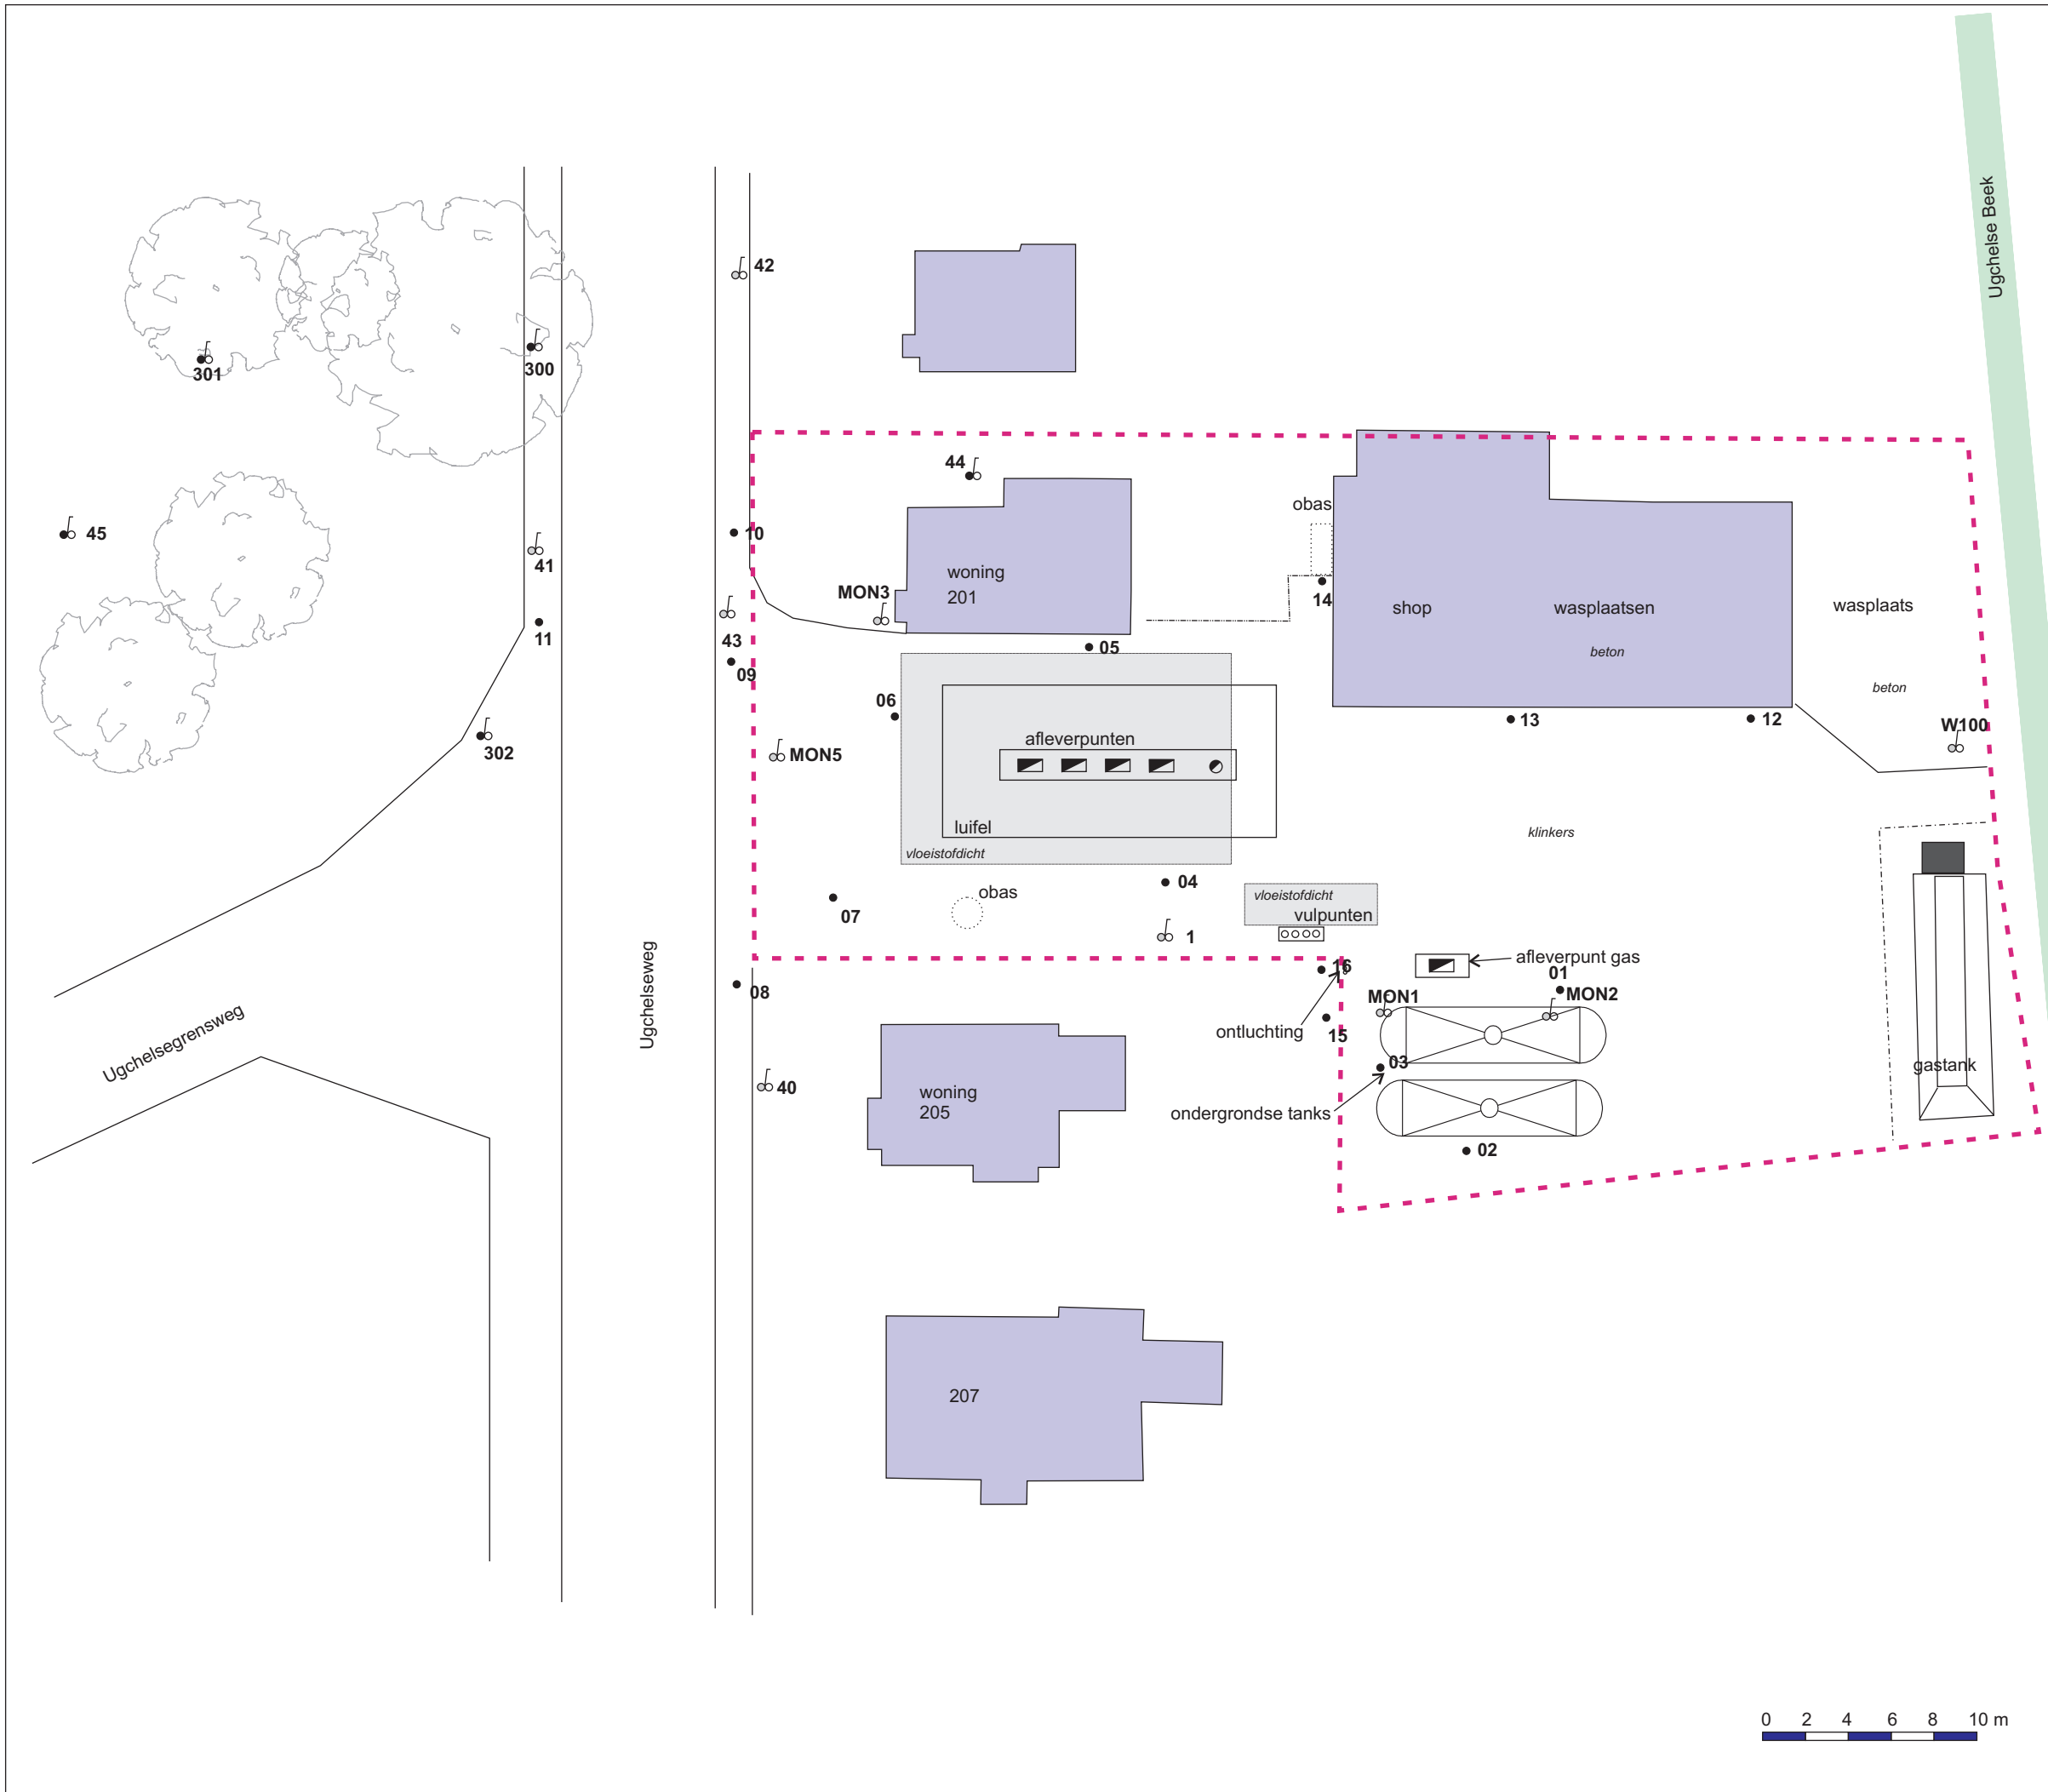 Ugchelse Beek
42
301
300
44
obas
10
45
41
woning
201
MON3
14
shop
wasplaatsen
wasplaats
11
43
05
beton
09
beton
06
302
MON5
13
12
W100
afleverpunten
luifel
klinkers
vloeistofdicht
04
obas
vloeistofdicht
07
vulpunten
1
Ugchelseweg
16
afleverpunt gas
01
08
MON1
MON2
Ugchelsegrensweg
ontluchting
15
03
gastank
40
woning
205
ondergrondse tanks
02
207
0 2 4 6 8 10 m